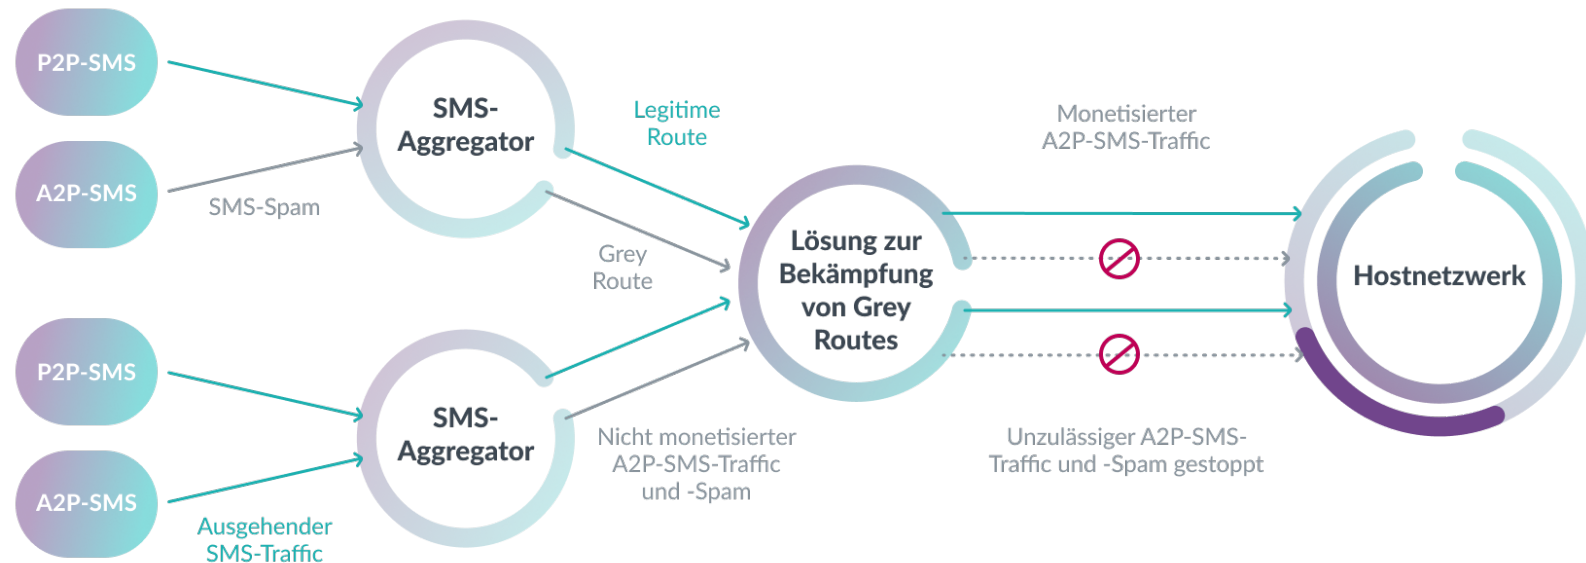 P2P-SMS
A2P-SMS
SMS-Spam
SMS-
Aggregator
Legitime
Route
Grey
Route
P2P-SMS
A2P-SMS
Ausgehender
SMS-Traffic
SMS-
Aggregator
Nicht monetisierter
A2P-SMS-Traffic
und -Spam
Lösung zur
Bekämpfung
von Grey
Routes
Monetisierter
A2P-SMS-Traffic
Unzulässiger A2P-SMS-
Traffic und -Spam gestoppt
Hostnetzwerk